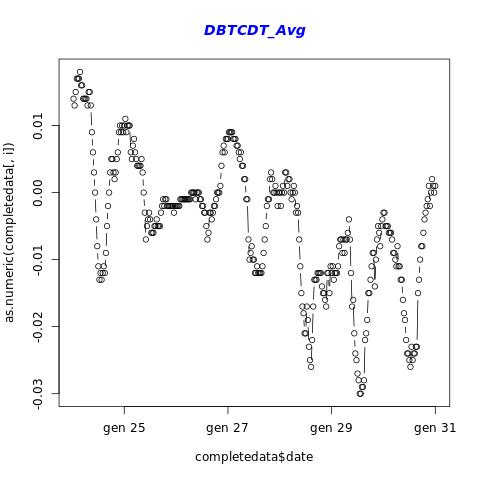 DBTCDT_Avg
as.numeric(completedata[, i])
0.01
0.00
-0.01
-0.02
-0.03
gen 25
gen 27
gen 29
gen 31
completedata$date